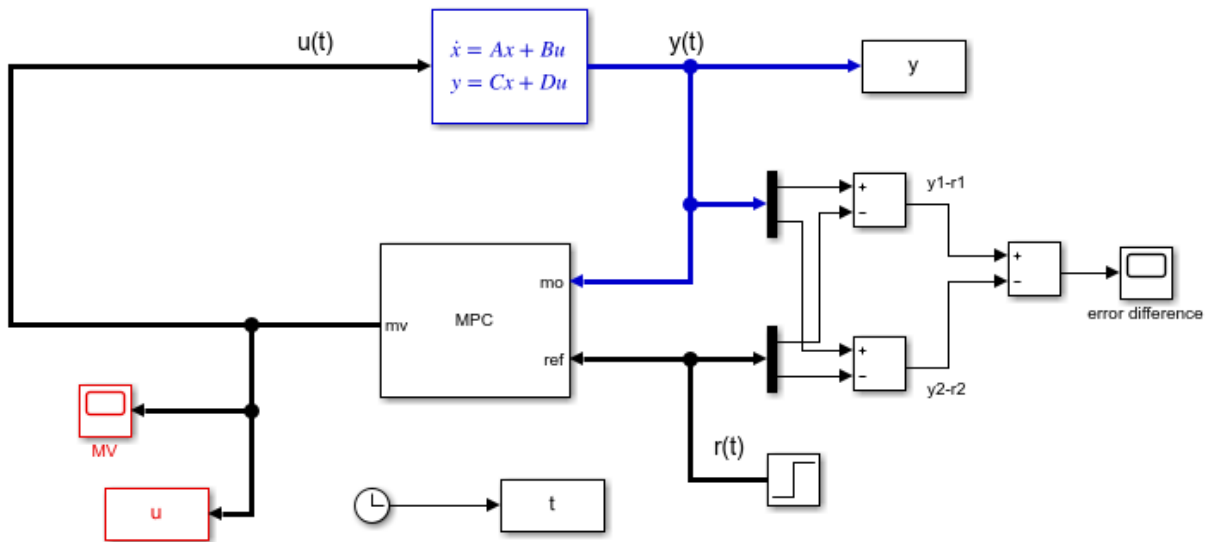 u(t)
ẋ = Ax + Bu
y = Cx + Du
y(t)
y
+
−
y1-r1
mo
MPC
mv
ref
+
−
error difference
+
−
y2-r2
MV
r(t)
u
t